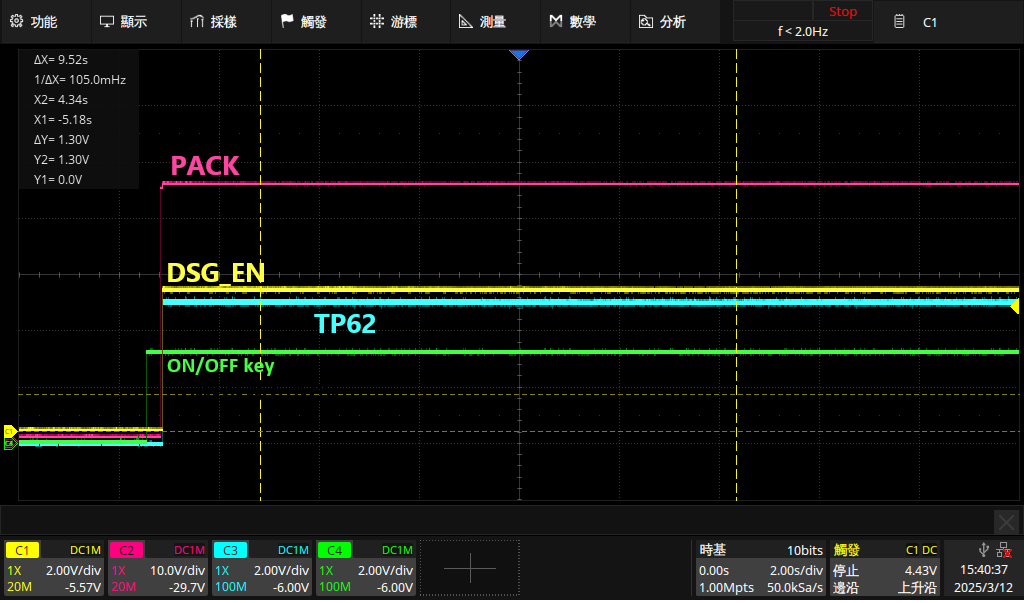 功能 顯示 採樣 觸發 游標 測量 數學 分析 Stop C1
f < 2.0Hz
ΔX= 9.52s
1/ΔX= 105.0mHz
X2= 4.34s
X1= -5.18s
ΔY= 1.30V
Y2= 1.30V
Y1= 0.0V
PACK
DSG_EN
TP62
ON/OFF key
C1 DC1M
1X 2.00V/div
20M -5.57V
C2 DC1M
1X 10.0V/div
20M -29.7V
C3 DC1M
1X 2.00V/div
100M -6.00V
C4 DC1M
1X 2.00V/div
100M -6.00V
時基 10bits
0.00s 2.00s/div
1.00Mpts 50.0kSa/s
觸發 C1 DC
停止 4.43V
邊沿 上升沿
15:40:37
2025/3/12